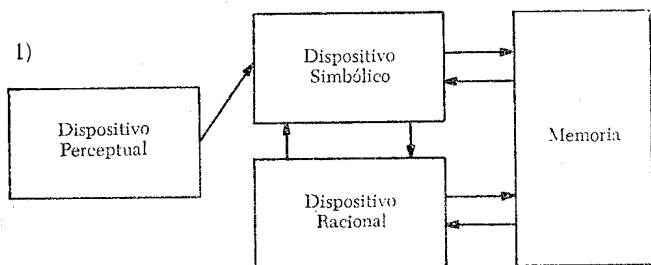 1)
Dispositivo
Simbólico
Dispositivo
Perceptual
Memoria
Dispositivo
Racional